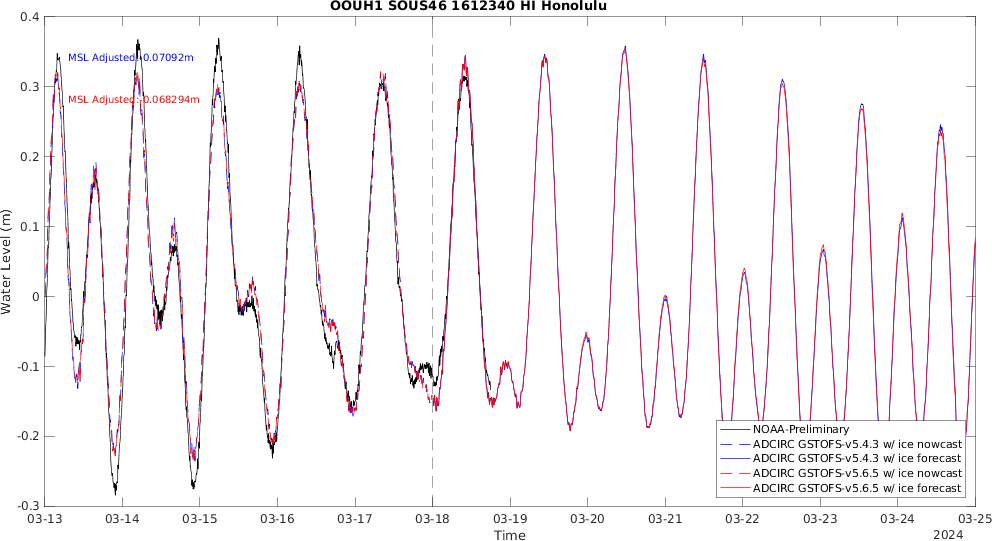 OOUH1 SOUS46 1612340 HI Honolulu
0.4
0.3
0.2
0.1
0
-0.1
-0.2
-0.3
Water Level (m)
MSL Adjusted:-0.07092m
MSL Adjusted:-0.068294m
NOAA-Preliminary
ADCIRC GSTOFS-v5.4.3 w/ ice nowcast
ADCIRC GSTOFS-v5.4.3 w/ ice forecast
ADCIRC GSTOFS-v5.6.5 w/ ice nowcast
ADCIRC GSTOFS-v5.6.5 w/ ice forecast
03-13 03-14 03-15 03-16 03-17 03-18 03-19 03-20 03-21 03-22 03-23 03-24 03-25
Time
2024